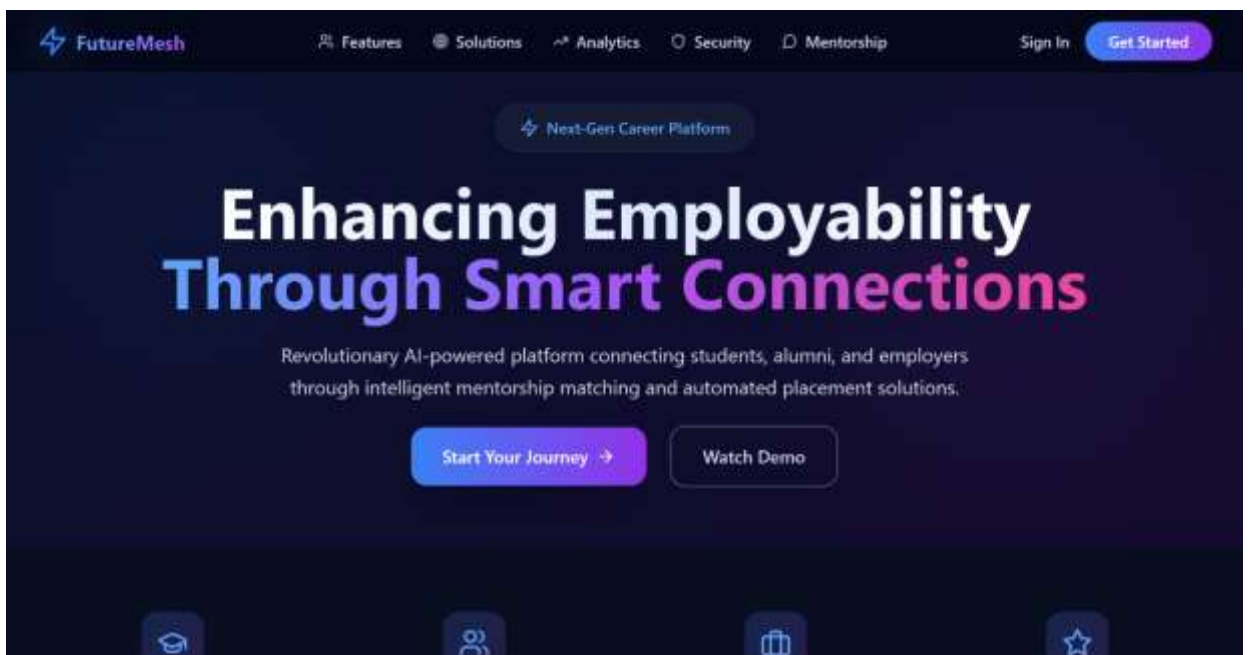 FutureMesh
Features
Solutions
Analytics
Security
Mentorship
Sign In
Get Started
Next-Gen Career Platform
Enhancing Employability
Through Smart Connections
Revolutionary AI-powered platform connecting students, alumni, and employers
through intelligent mentorship matching and automated placement solutions.
Start Your Journey →
Watch Demo